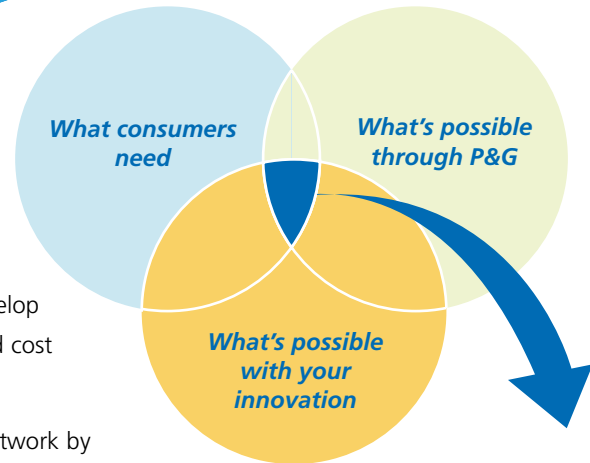 What consumers
need
What's possible
through P&G
elop
d cost
What's possible
with your
innovation
twork by